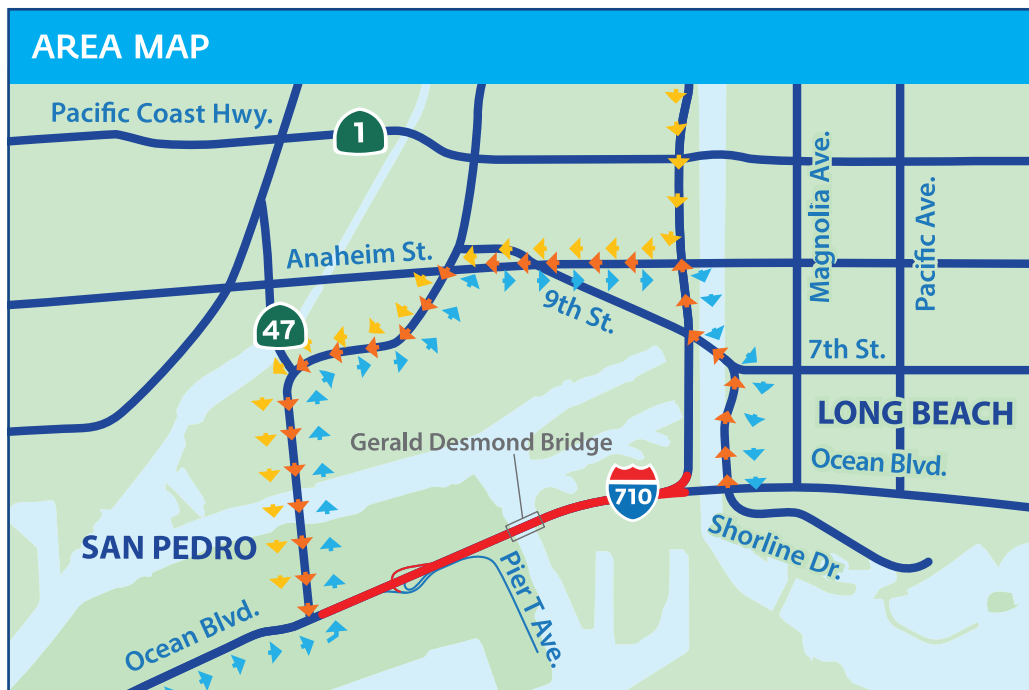 AREA MAP
Pacific Coast Hwy.
1
Magnolia Ave.
Pacific Ave.
Anaheim St.
9th St.
47
7th St.
LONG BEACH
Gerald Desmond Bridge
Ocean Blvd.
710
Shorline Dr.
SAN PEDRO
Pier T Ave.
Ocean Blvd.